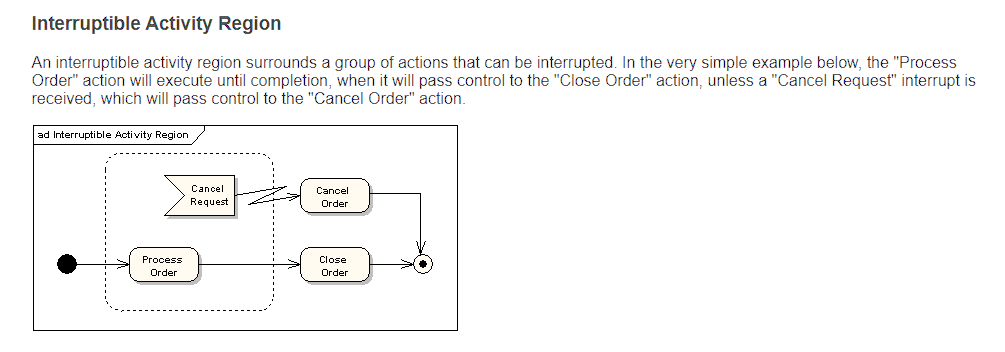 Interruptible Activity Region
An interruptible activity region surrounds a group of actions that can be interrupted. In the very simple example below, the "Process
Order" action will execute until completion, when it will pass control to the "Close Order" action, unless a "Cancel Request" interrupt is
received, which will pass control to the "Cancel Order" action.
ad Interruptible Activity Region
Cancel
Request
Cancel
Order
Process
Order
Close
Order